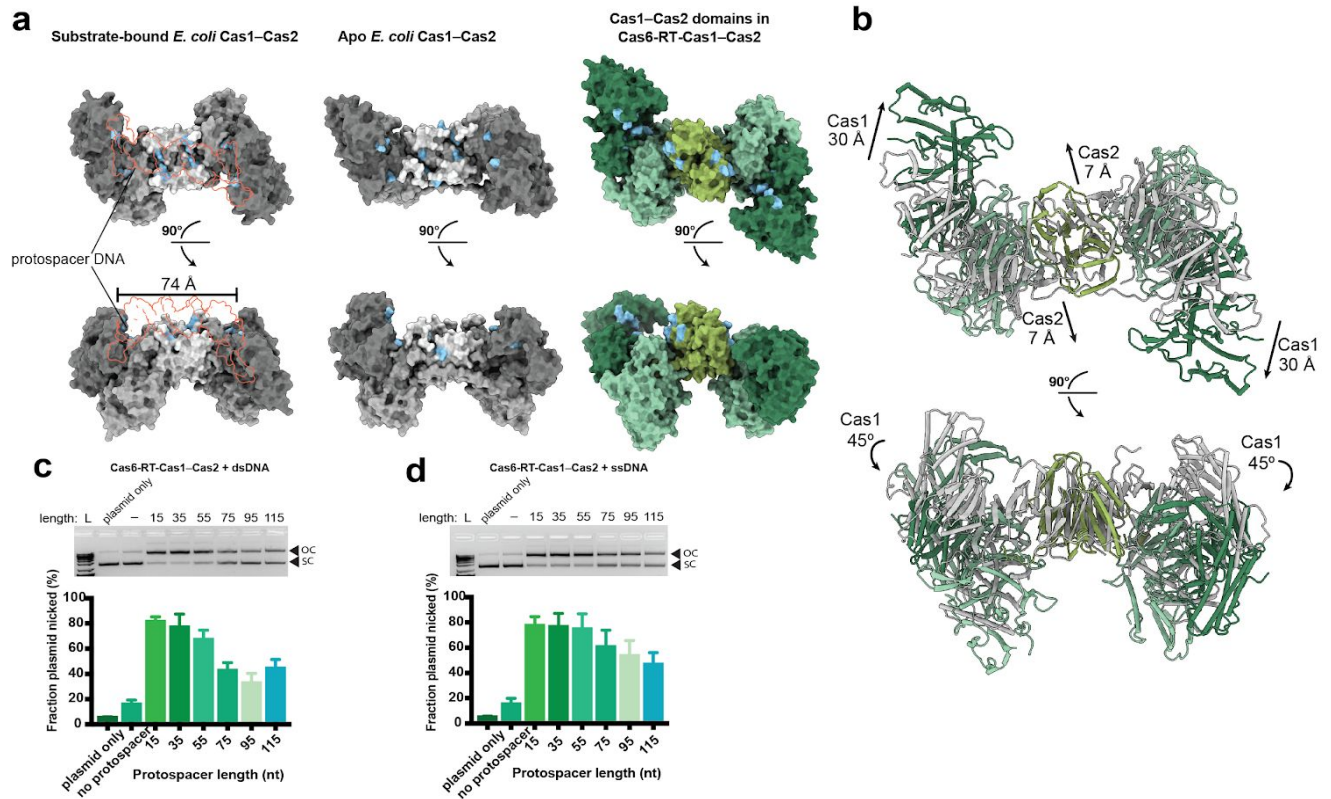 a
Substrate-bound E. coli Cas1–Cas2
Apo E. coli Cas1–Cas2
Cas1–Cas2 domains in
Cas6-RT-Cas1–Cas2
90°
90°
90°
protospacer DNA
74 Å
b
Cas1
30 Å
Cas2
7 Å
Cas2
7 Å
Cas1
30 Å
90°
Cas1
45º
Cas1
45º
c
Cas6-RT-Cas1–Cas2 + dsDNA
length: L plasmid only – 15 35 55 75 95 115
OC
SC
Fraction plasmid nicked (%)
100
80
60
40
20
0
plasmid only
no protospacer
15
35
55
75
95
115
Protospacer length (nt)
d
Cas6-RT-Cas1–Cas2 + ssDNA
length: L plasmid only – 15 35 55 75 95 115
OC
SC
Fraction plasmid nicked (%)
100
80
60
40
20
0
plasmid only
no protospacer
15
35
55
75
95
115
Protospacer length (nt)